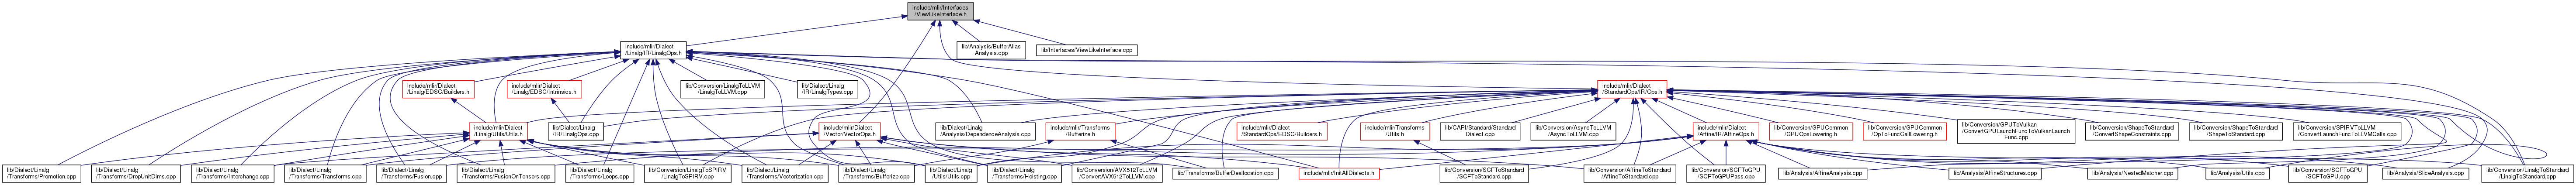 include/mlir/Interfaces
/ViewLikeInterface.h
include/mlir/Dialect
/Linalg/IR/LinalgOps.h
lib/Analysis/BufferAlias
Analysis.cpp
lib/Interfaces/ViewLikeInterface.cpp
include/mlir/Dialect
/Linalg/EDSC/Builders.h
include/mlir/Dialect
/Linalg/EDSC/Intrinsics.h
lib/Conversion/LinalgToLLVM
/LinalgToLLVM.cpp
lib/Dialect/Linalg
/IR/LinalgTypes.cpp
include/mlir/Dialect
/StandardOps/IR/Ops.h
include/mlir/Dialect
/Linalg/Utils/Utils.h
lib/Dialect/Linalg
/IR/LinalgOps.cpp
include/mlir/Dialect
/Vector/VectorOps.h
lib/Dialect/Linalg
/Analysis/DependenceAnalysis.cpp
include/mlir/Transforms
/Bufferize.h
include/mlir/Dialect
/StandardOps/EDSC/Builders.h
include/mlir/Transforms
/Utils.h
lib/CAPI/Standard/Standard
Dialect.cpp
lib/Conversion/AsyncToLLVM
/AsyncToLLVM.cpp
include/mlir/Dialect
/Affine/IR/AffineOps.h
lib/Conversion/GPUCommon
/GPUOpsLowering.h
lib/Conversion/GPUCommon
/OpToFuncCallLowering.h
lib/Conversion/GPUToVulkan
/ConvertGPULaunchFuncToVulkanLaunch
Func.cpp
lib/Conversion/ShapeToStandard
/ConvertShapeConstraints.cpp
lib/Conversion/ShapeToStandard
/ShapeToStandard.cpp
lib/Conversion/SPIRVToLLVM
/ConvertLaunchFuncToLLVMCalls.cpp
lib/Dialect/Linalg
/Transforms/Promotion.cpp
lib/Dialect/Linalg
/Transforms/DropUnitDims.cpp
lib/Dialect/Linalg
/Transforms/Interchange.cpp
lib/Dialect/Linalg
/Transforms/Transforms.cpp
lib/Dialect/Linalg
/Transforms/Fusion.cpp
lib/Dialect/Linalg
/Transforms/FusionOnTensors.cpp
lib/Dialect/Linalg
/Transforms/Loops.cpp
lib/Conversion/LinalgToSPIRV
/LinalgToSPIRV.cpp
lib/Dialect/Linalg
/Transforms/Vectorization.cpp
lib/Dialect/Linalg
/Transforms/Bufferize.cpp
lib/Dialect/Linalg
/Utils/Utils.cpp
lib/Dialect/Linalg
/Transforms/Hoisting.cpp
lib/Conversion/AVX512ToLLVM
/ConvertAVX512ToLLVM.cpp
lib/Transforms/BufferDeallocation.cpp
include/mlir/InitAllDialects.h
lib/Conversion/SCFToStandard
/SCFToStandard.cpp
lib/Conversion/AffineToStandard
/AffineToStandard.cpp
lib/Conversion/SCFToGPU
/SCFToGPUPass.cpp
lib/Analysis/AffineAnalysis.cpp
lib/Analysis/AffineStructures.cpp
lib/Analysis/NestedMatcher.cpp
lib/Analysis/Utils.cpp
lib/Conversion/SCFToGPU
/SCFToGPU.cpp
lib/Analysis/SliceAnalysis.cpp
lib/Conversion/LinalgToStandard
/LinalgToStandard.cpp